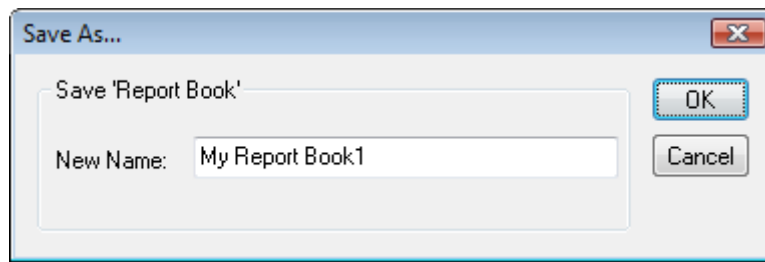 Save As...
Save 'Report Book'
OK
New Name: My Report Book1
Cancel